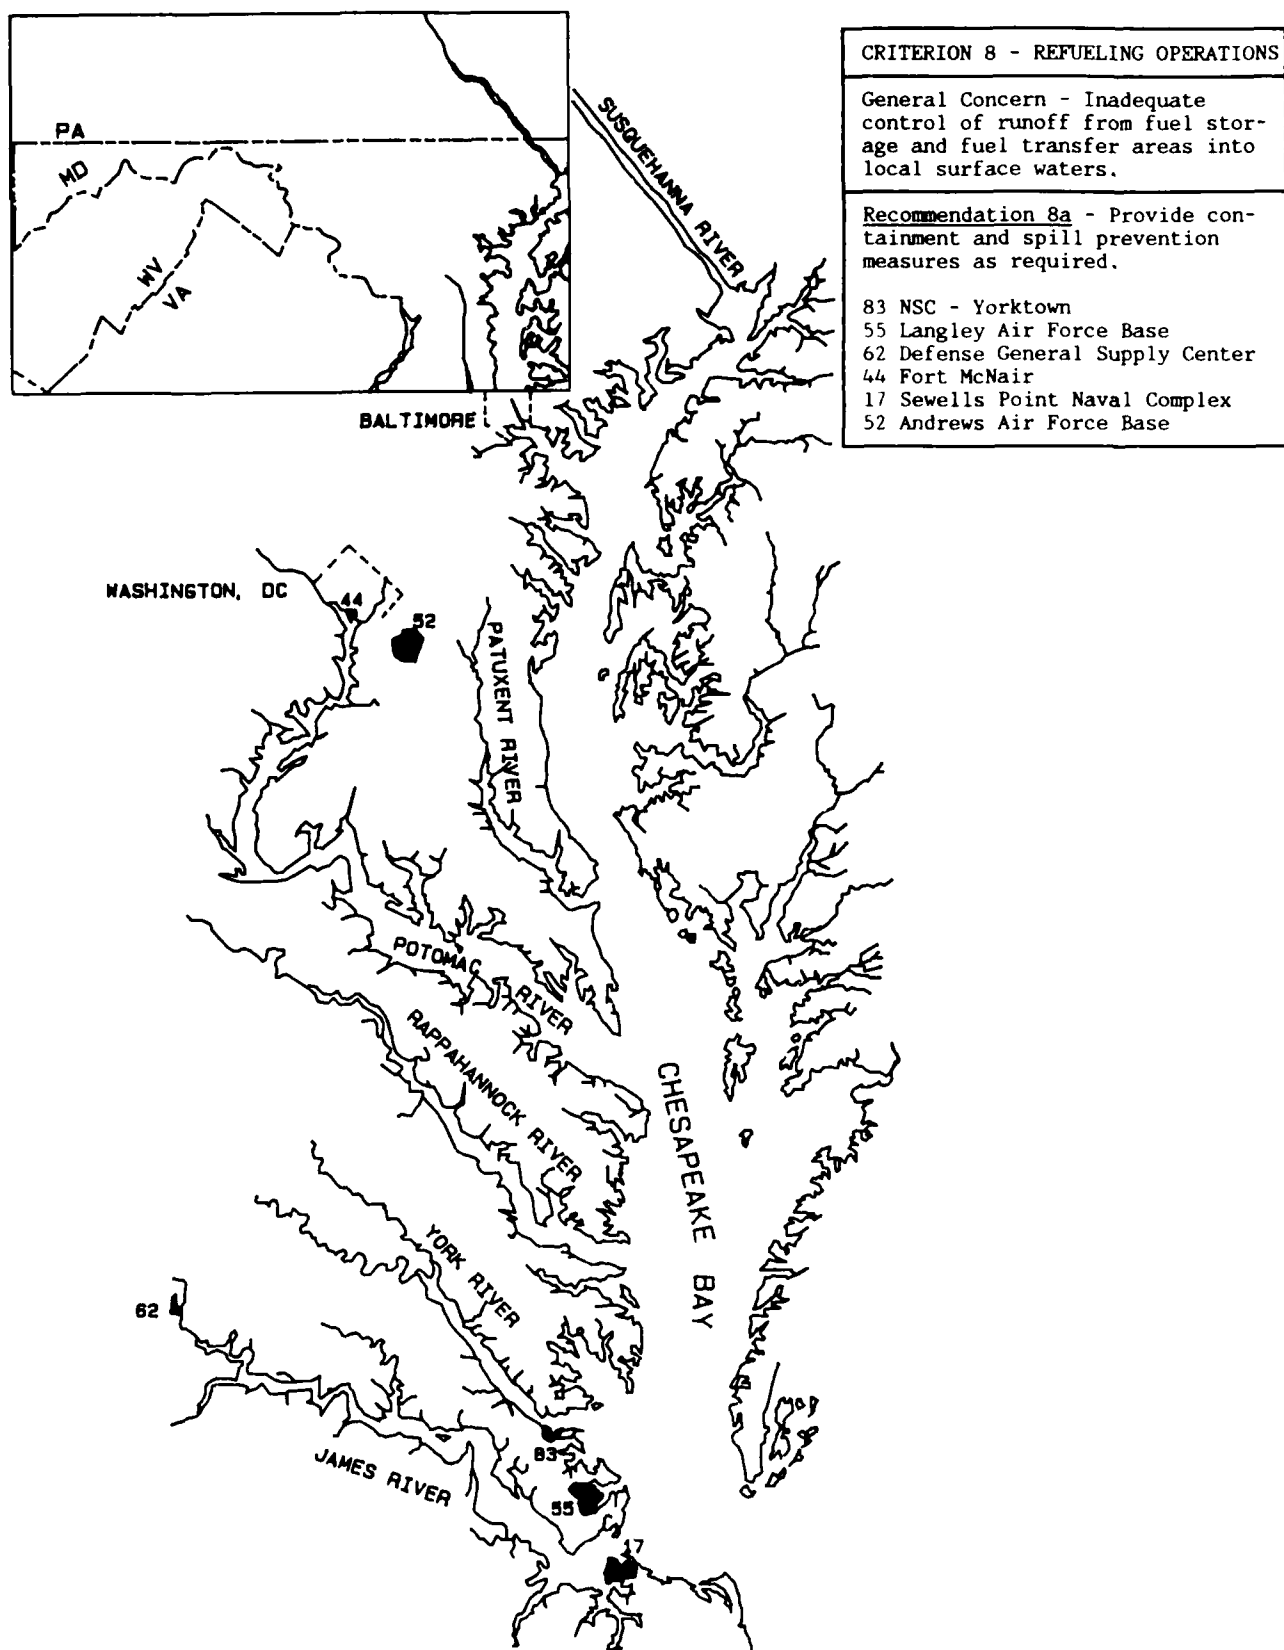 CRITERION 8 - REFUELING OPERATIONS
General Concern - Inadequate
control of runoff from fuel stor-
age and fuel transfer areas into
local surface waters.
Recommendation 8a - Provide con-
tainment and spill prevention
measures as required.
83 NSC - Yorktown
55 Langley Air Force Base
62 Defense General Supply Center
44 Fort McNair
17 Sewells Point Naval Complex
52 Andrews Air Force Base
PA
MD
WV
VA
SUSQUEHANNA RIVER
BALTIMORE
WASHINGTON, DC
44
52
PATUXENT RIVER
POTOMAC RIVER
RAPPAHANNOCK RIVER
CHESAPEAKE BAY
YORK RIVER
62
JAMES RIVER
83
55
17